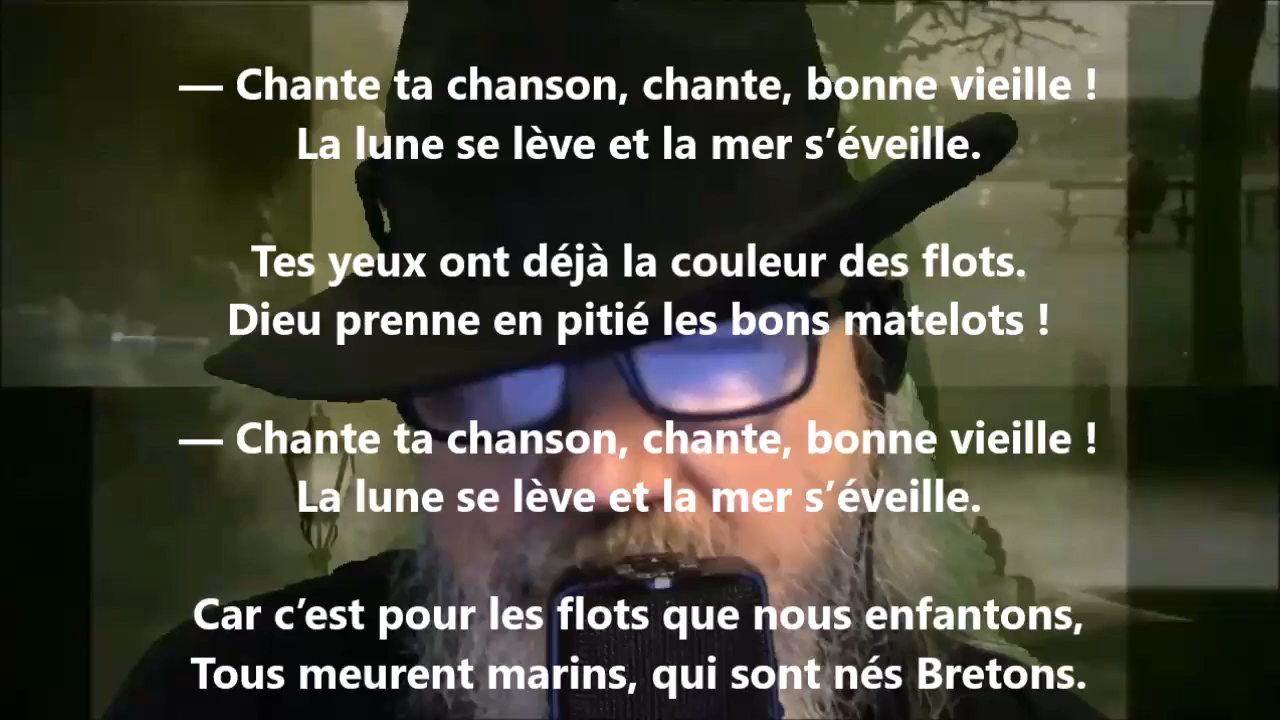 — Chante ta chanson, chante, bonne vieille !
La lune se lève et la mer s’éveille.
Tes yeux ont déjà la couleur des flots.
Dieu prenne en pitié les bons matelots !
— Chante ta chanson, chante, bonne vieille !
La lune se lève et la mer s’éveille.
Car c’est pour les flots que nous enfantons,
Tous meurent marins, qui sont nés Bretons.